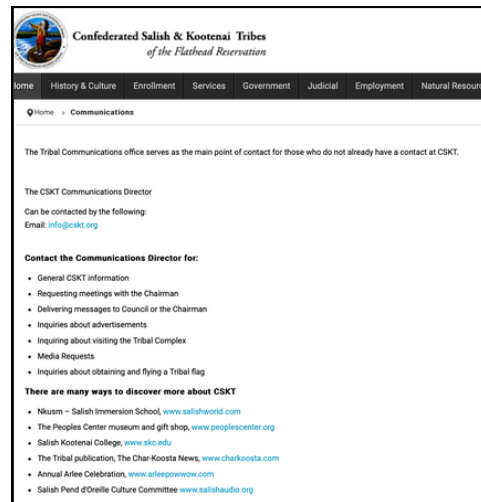 Confederated Salish & Kootenai Tribes
of the Flathead Reservation
Home History & Culture Enrollment Services Government Judicial Employment Natural Resour
Home › Communications
The Tribal Communications office serves as the main point of contact for those who do not already have a contact at CSKT.
The CSKT Communications Director
Can be contacted by the following:
Email: info@cskt.org
Contact the Communications Director for:
• General CSKT information
• Requesting meetings with the Chairman
• Delivering messages to Council or the Chairman
• Inquiries about advertisements
• Inquiring about visiting the Tribal Complex
• Media Requests
• Inquiries about obtaining and flying a Tribal flag
There are many ways to discover more about CSKT
• Nkusm – Salish Immersion School, www.salishworld.com
• The Peoples Center museum and gift shop, www.peoplescenter.org
• Salish Kootenai College, www.skc.edu
• The Tribal publication, The Char-Koosta News, www.charkoosta.com
• Annual Arlee Celebration, www.arleepowwow.com
• Salish Pend d'Oreille Culture Committee www.salishaudio.org